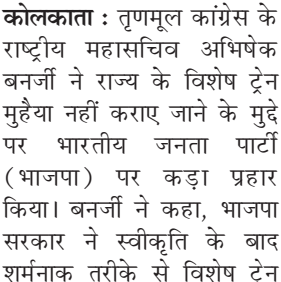 कोलकाता : तृणमूल कांग्रेस के
राष्ट्रीय महासचिव अभिषेक
बनर्जी ने राज्य के विशेष ट्रेन
मुहैया नहीं कराए जाने के मुद्दे
पर भारतीय जनता पार्टी
(भाजपा) पर कड़ा प्रहार
किया। बनर्जी ने कहा, भाजपा
सरकार ने स्वीकृति के बाद
शर्मनाक तरीके से विशेष टेन